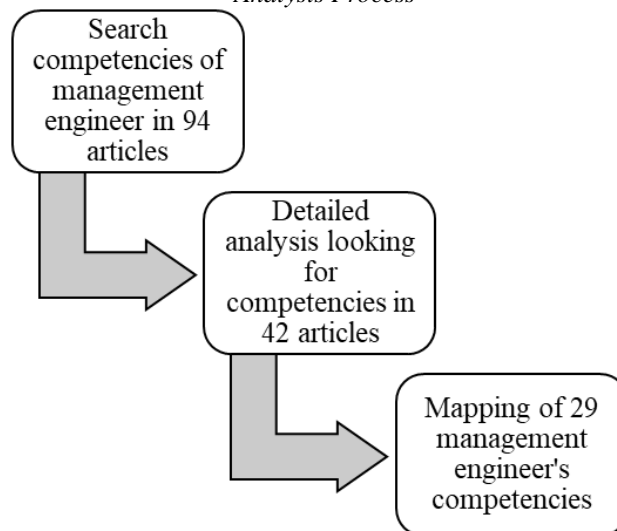 Analysis Process
Search
competencies of
management
engineer in 94
articles
Detailed
analysis looking
for
competencies in
42 articles
Mapping of 29
management
engineer's
competencies